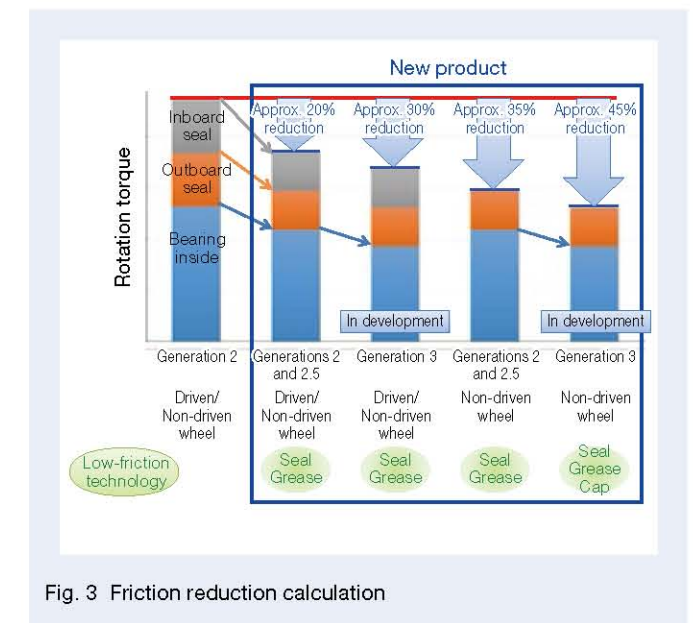 New product
Approx. 20%
reduction
Approx. 30%
reduction
Approx. 35%
reduction
Approx. 45%
reduction
Rotation torque
Inboard
seal
Outboard
seal
Bearing
inside
In development
In development
Generation 2
Generations 2
and 2.5
Generation 3
Generations 2
and 2.5
Generation 3
Driven/
Non-driven
wheel
Driven/
Non-driven
wheel
Driven/
Non-driven
wheel
Non-driven
wheel
Non-driven
wheel
Low-friction
technology
Seal
Grease
Seal
Grease
Seal
Grease
Seal
Grease
Cap
Fig. 3 Friction reduction calculation